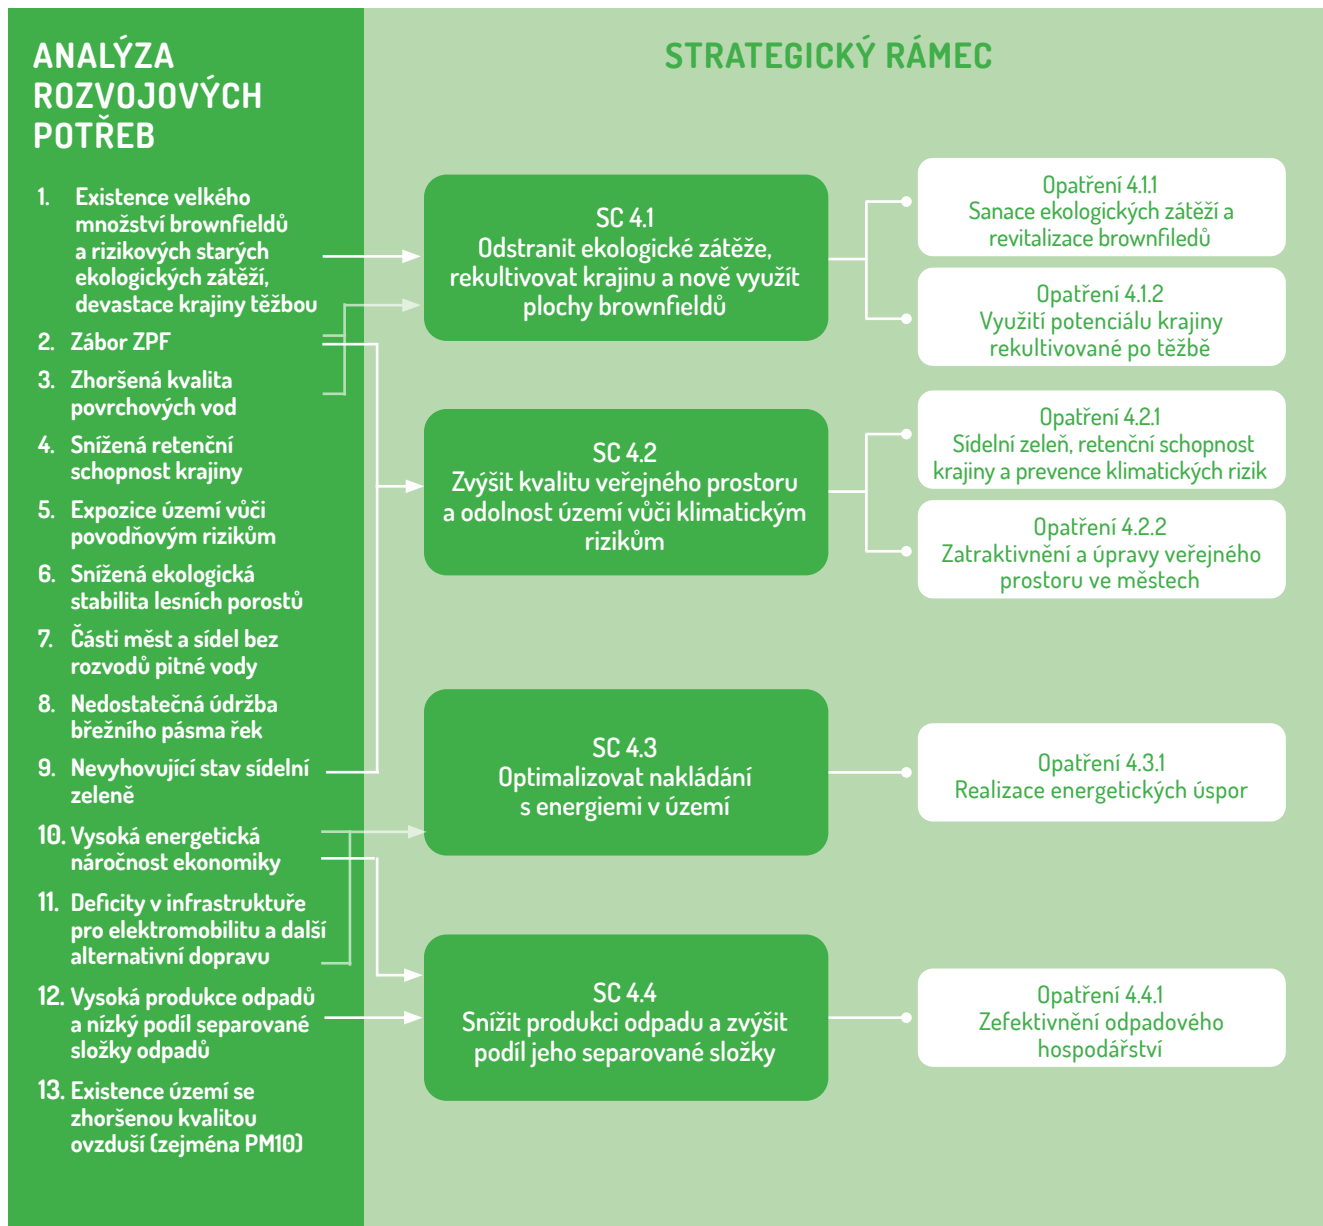 ANALÝZA
ROZVOJOVÝCH
POTŘEB
1. Existence velkého
množství brownfieldů
a rizikových starých
ekologických zátěží,
devastace krajiny těžbou
2. Zábor ZPF
3. Zhoršená kvalita
povrchových vod
4. Snížená retenční
schopnost krajiny
5. Expozice území vůči
povodňovým rizikům
6. Snížená ekologická
stabilita lesních porostů
7. Části měst a sídel bez
rozvodů pitné vody
8. Nedostatečná údržba
břežního pásma řek
9. Nevyhovující stav sídelní
zeleně
10. Vysoká energetická
náročnost ekonomiky
11. Deficity v infrastruktuře
pro elektromobilitu a další
alternativní dopravu
12. Vysoká produkce odpadů
a nízký podíl separované
složky odpadů
13. Existence území se
zhoršenou kvalitou
ovzduší (zejména PM10)
STRATEGICKÝ RÁMEC
SC 4.1
Odstranit ekologické zátěže,
rekultivovat krajinu a nově využít
plochy brownfieldů
Opatření 4.1.1
Sanace ekologických zátěží a
revitalizace brownfiledů
Opatření 4.1.2
Využití potenciálu krajiny
rekultivované po těžbě
SC 4.2
Zvýšit kvalitu veřejného prostoru
a odolnost území vůči klimatickým
rizikům
Opatření 4.2.1
Sídelní zeleň, retenční schopnost
krajiny a prevence klimatických rizik
Opatření 4.2.2
Zatraktivnění a úpravy veřejného
prostoru ve městech
SC 4.3
Optimalizovat nakládání
s energiemi v území
Opatření 4.3.1
Realizace energetických úspor
SC 4.4
Snížit produkci odpadu a zvýšit
podíl jeho separované složky
Opatření 4.4.1
Zefektivnění odpadového
hospodářství